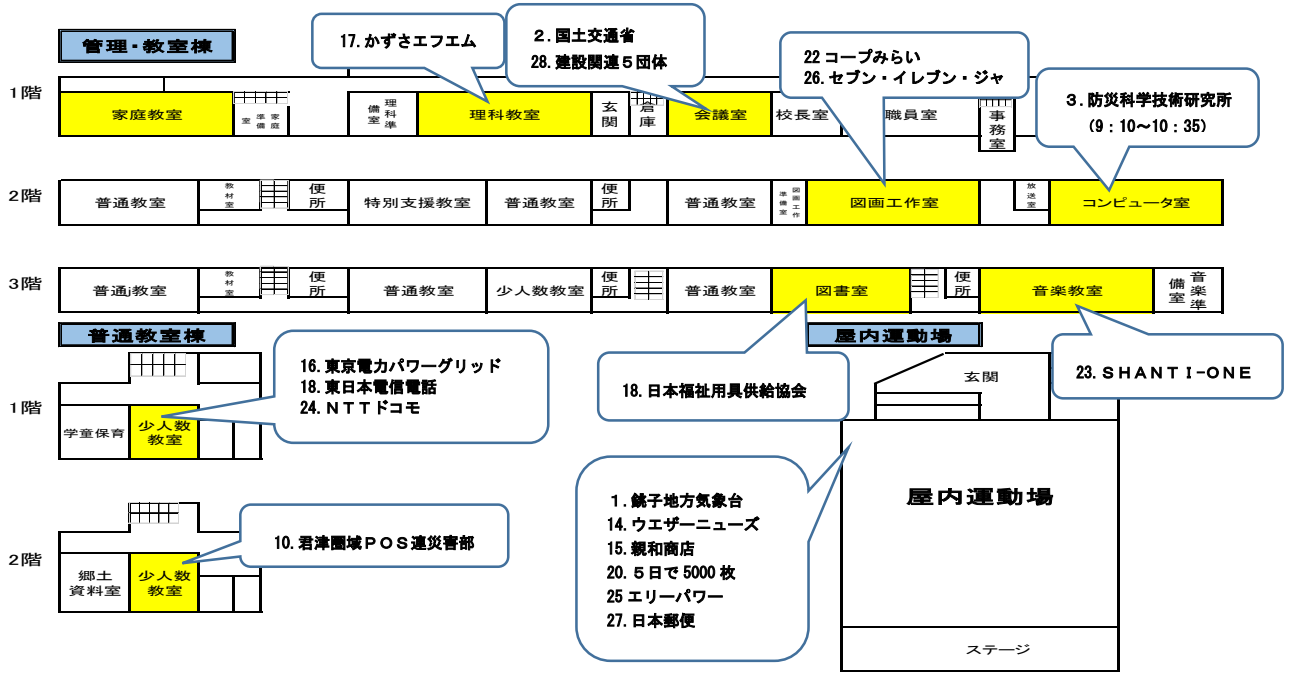 管理・教室棟
17. かずさエフエム
２．国土交通省
28. 建設関連５団体
22 コープみらい
26. セブン・イレブン・ジャ
３. 防災科学技術研究所
（9：10～10：35）
1階
家庭教室
家庭準備室
理科準備室
理科教室
玄関
倉庫
会議室
校長室
職員室
事務室
2階
普通教室
教材室
便所
特別支援教室
普通教室
便所
普通教室
図画工作準備室
図画工作室
放送室
コンピュータ室
3階
普通j教室
教材室
便所
普通教室
少人数教室
便所
普通教室
図書室
便所
音楽教室
音楽準備室
普通教室棟
屋内運動場
16. 東京電力パワーグリッド
18. 東日本電信電話
24. ＮＴＴドコモ
18. 日本福祉用具供給協会
23. ＳＨＡＮＴＩ-ＯＮＥ
玄関
1階
学童保育
少人数
教室
１. 銚子地方気象台
14. ウエザーニューズ
15. 親和商店
20. ５日で 5000 枚
25 エリーパワー
27. 日本郵便
屋内運動場
ステージ
10. 君津圏域ＰＯＳ連災害部
2階
郷土
資料室
少人数
教室